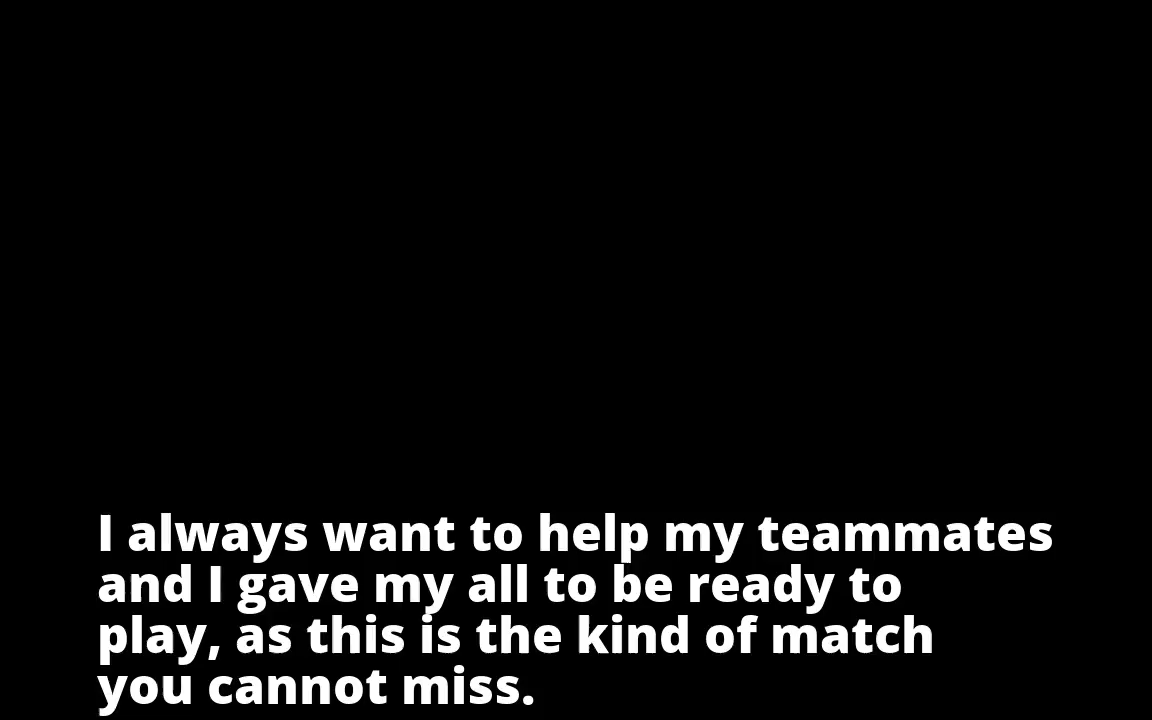 I always want to help my teammates
and I gave my all to be ready to
play, as this is the kind of match
you cannot miss.